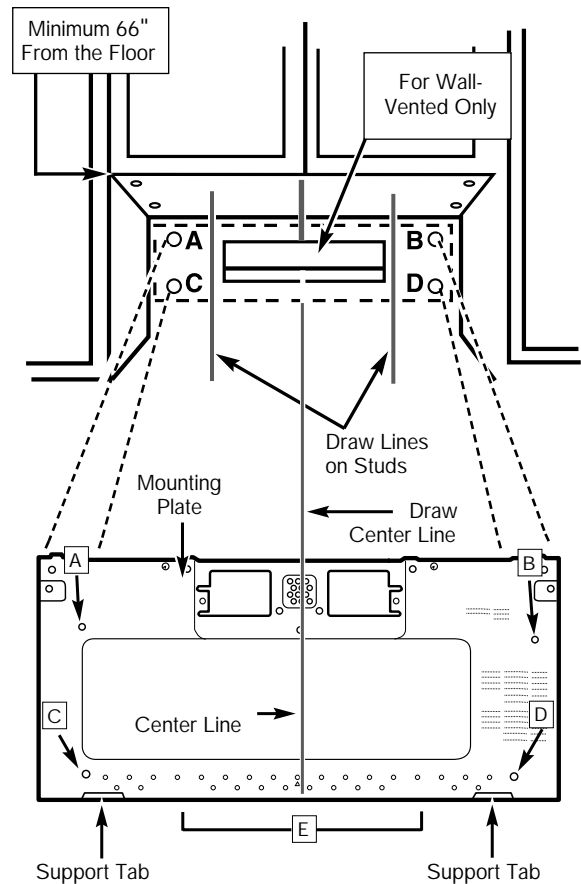 Minimum 66"
From the Floor
For Wall-
Vented Only
A
B
C
D
Draw Lines
on Studs
Mounting
Plate
Draw
Center Line
A
B
Center Line
C
D
E
Support Tab
Support Tab